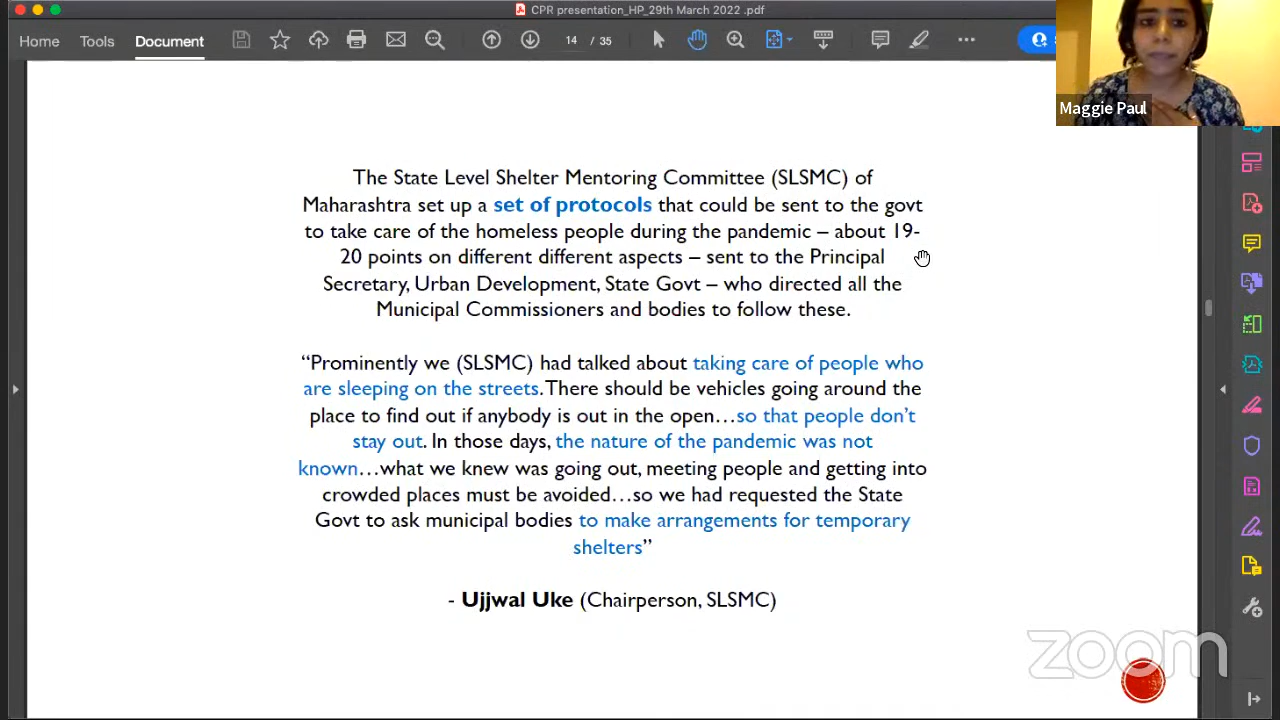 CPR presentation_HP_29th March 2022 .pdf
Home Tools Document 14 / 35
Maggie Paul
The State Level Shelter Mentoring Committee (SLSMC) of
Maharashtra set up a set of protocols that could be sent to the govt
to take care of the homeless people during the pandemic – about 19-
20 points on different different aspects – sent to the Principal
Secretary, Urban Development, State Govt – who directed all the
Municipal Commissioners and bodies to follow these.
“Prominently we (SLSMC) had talked about taking care of people who
are sleeping on the streets. There should be vehicles going around the
place to find out if anybody is out in the open…so that people don’t
stay out. In those days, the nature of the pandemic was not
known…what we knew was going out, meeting people and getting into
crowded places must be avoided…so we had requested the State
Govt to ask municipal bodies to make arrangements for temporary
shelters”
- Ujjwal Uke (Chairperson, SLSMC)
zoom